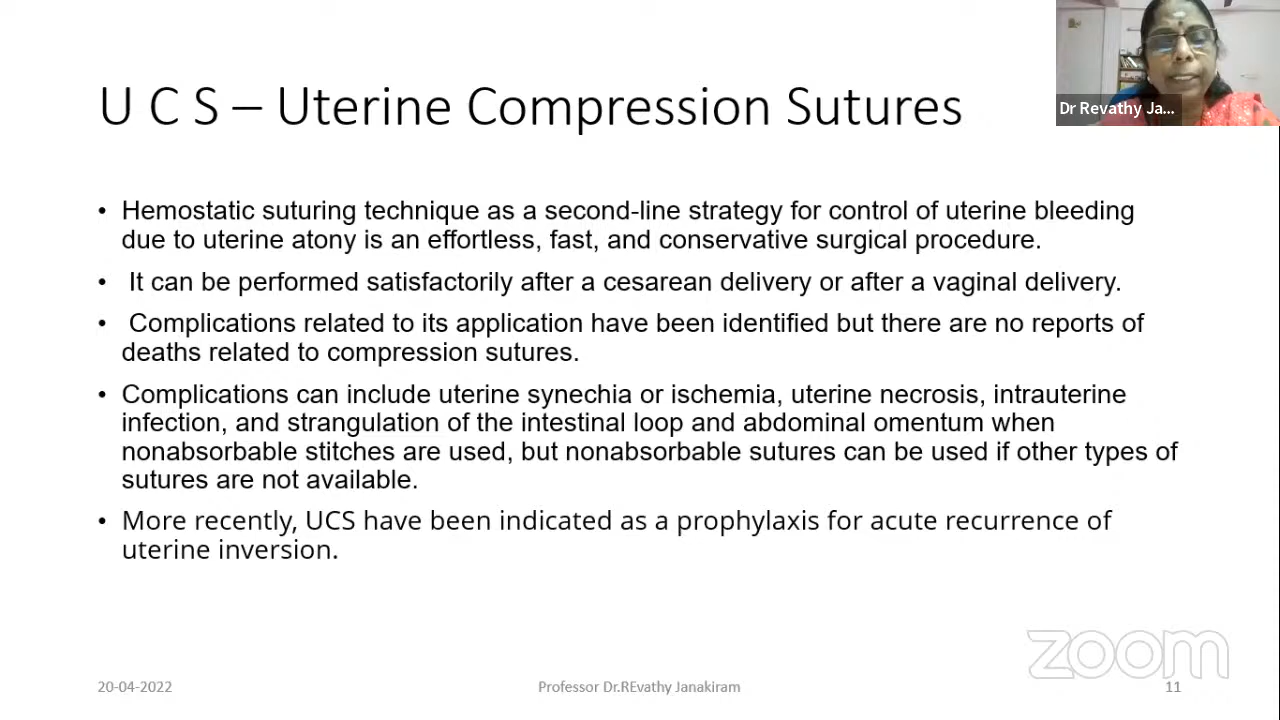 U C S – Uterine Compression Sutures
Dr Revathy Ja...
• Hemostatic suturing technique as a second-line strategy for control of uterine bleeding
due to uterine atony is an effortless, fast, and conservative surgical procedure.
• It can be performed satisfactorily after a cesarean delivery or after a vaginal delivery.
• Complications related to its application have been identified but there are no reports of
deaths related to compression sutures.
• Complications can include uterine synechia or ischemia, uterine necrosis, intrauterine
infection, and strangulation of the intestinal loop and abdominal omentum when
nonabsorbable stitches are used, but nonabsorbable sutures can be used if other types of
sutures are not available.
• More recently, UCS have been indicated as a prophylaxis for acute recurrence of
uterine inversion.
zoom
20-04-2022
Professor Dr.REvathy Janakiram
11